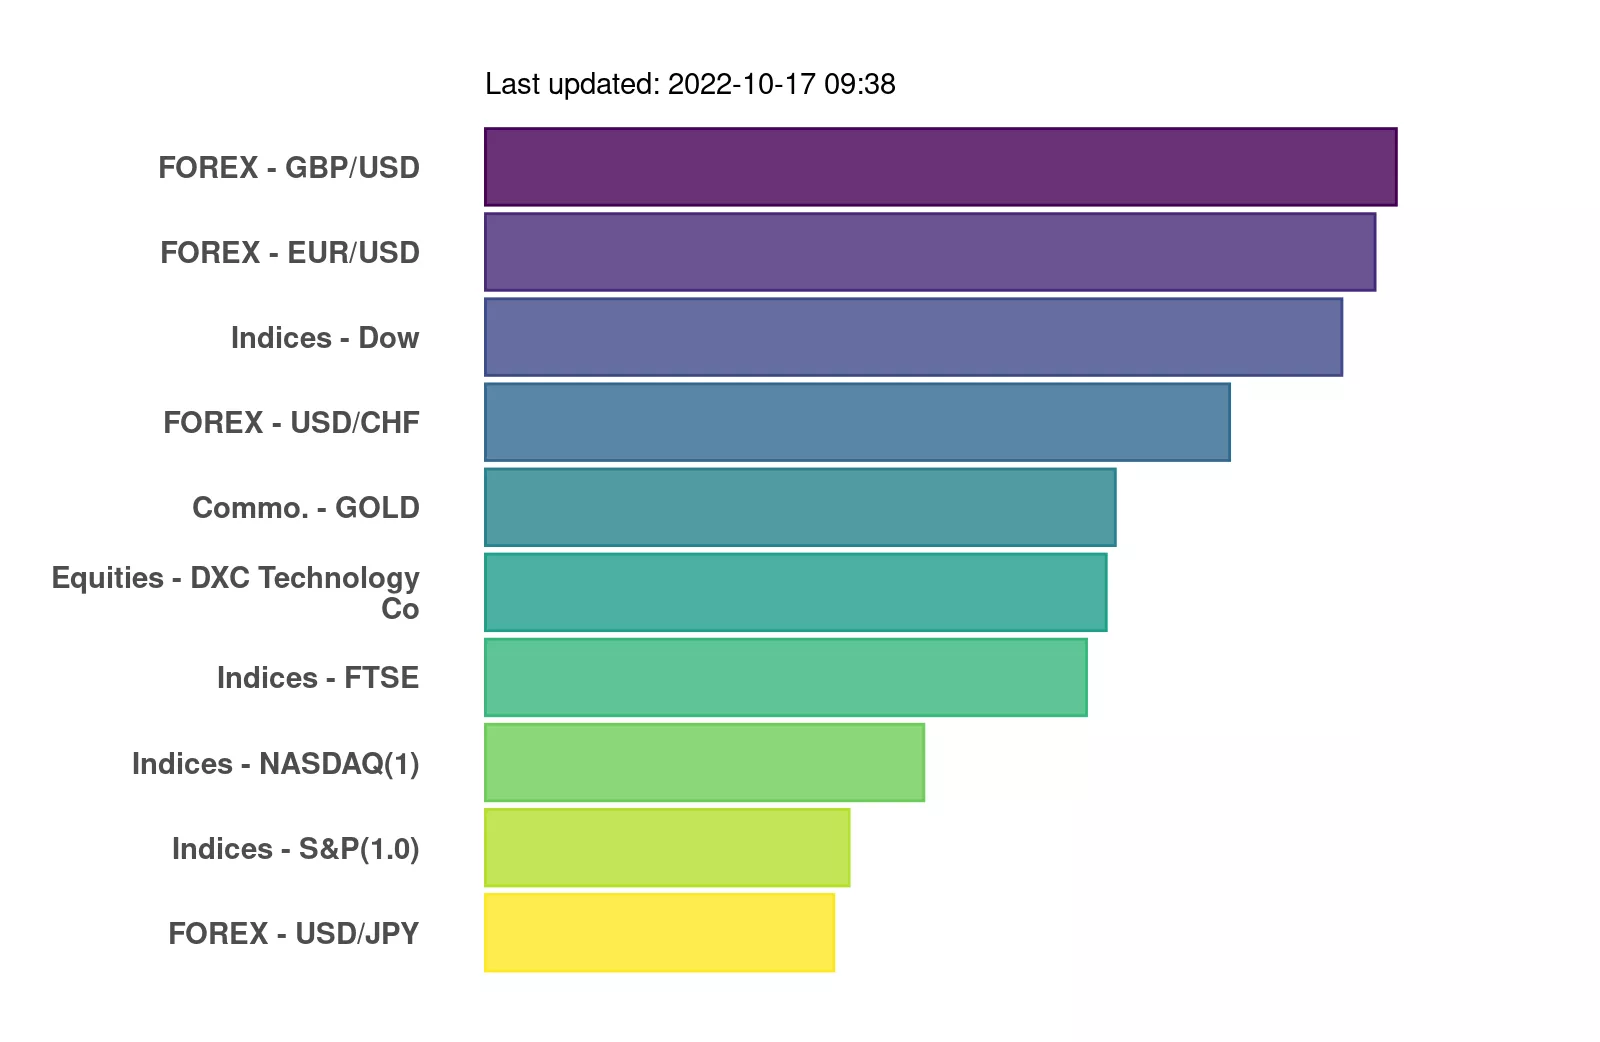 Last updated: 2022-10-17 09:38
FOREX - GBP/USD
FOREX - EUR/USD
Indices - Dow
FOREX - USD/CHF
Commo. - GOLD
Equities - DXC Technology
Co
Indices - FTSE
Indices - NASDAQ(1)
Indices - S&P(1.0)
FOREX - USD/JPY